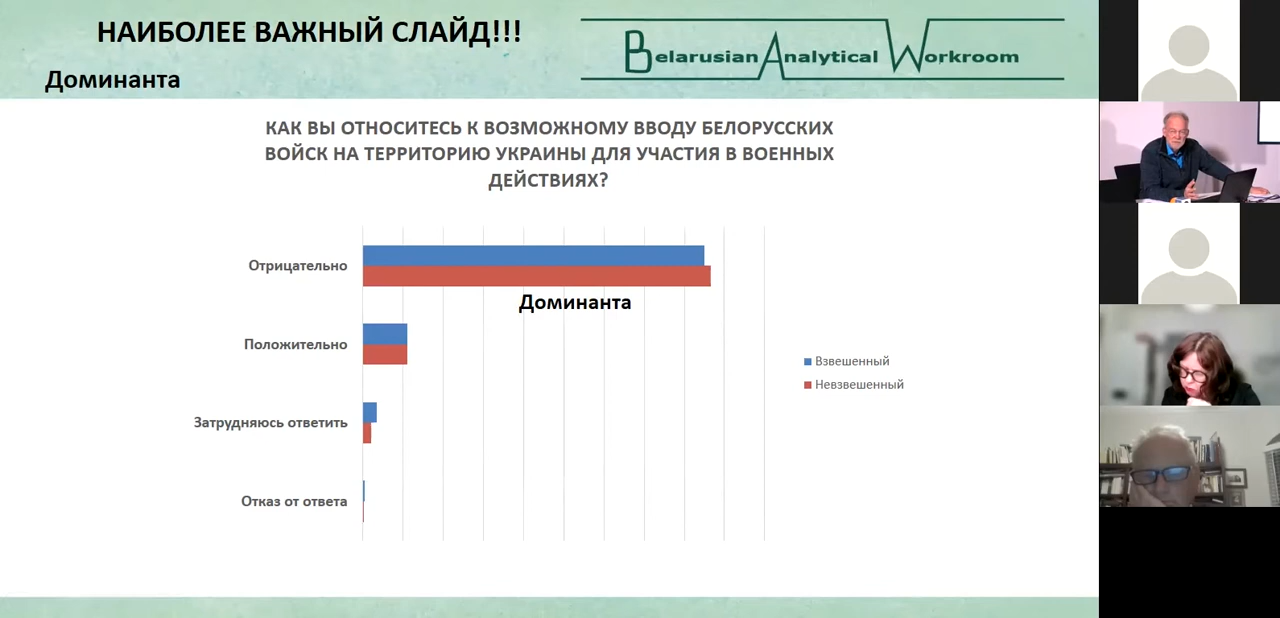 НАИБОЛЕЕ ВАЖНЫЙ СЛАЙД!!!
Доминанта
Belarusian Analytical Workroom
КАК ВЫ ОТНОСИТЕСЬ К ВОЗМОЖНОМУ ВВОДУ БЕЛОРУССКИХ
ВОЙСК НА ТЕРРИТОРИЮ УКРАИНЫ ДЛЯ УЧАСТИЯ В ВОЕННЫХ
ДЕЙСТВИЯХ?
Отрицательно
Доминанта
Положительно
Затрудняюсь ответить
Отказ от ответа
Взвешенный
Невзвешенный